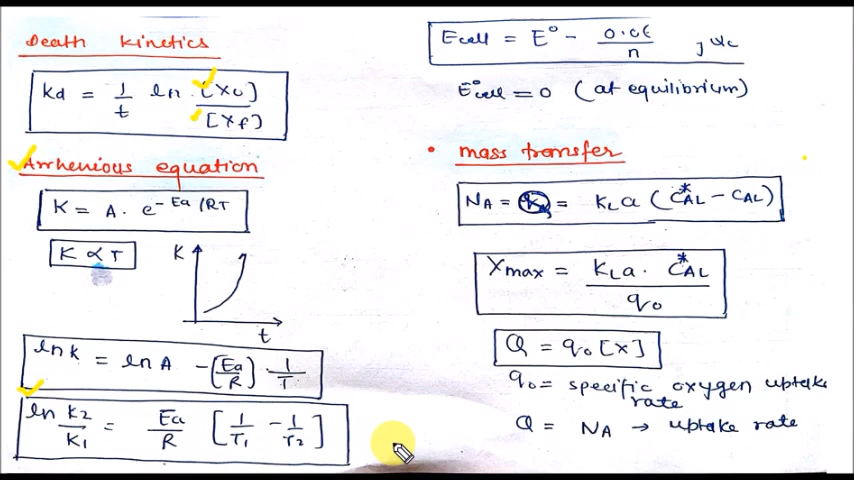 Death kinetics
Kd = 1/t ln [X0]/[Xf]
Arrhenious equation
K = A . e^-Ea/RT
K ∝ T
K
t
ln k = ln A - (Ea/R) 1/T
ln K2/K1 = Ea/R [1/T1 - 1/T2]
Ecell = E° -
n
E°cell = 0 (at equilibrium)
• mass transfer
NA = = KLa (C*AL - CAL)
Xmax = KLa . C*AL / q0
Q = q0 [X]
q0 = specific oxygen uptake
rate
Q = NA → uptake rate